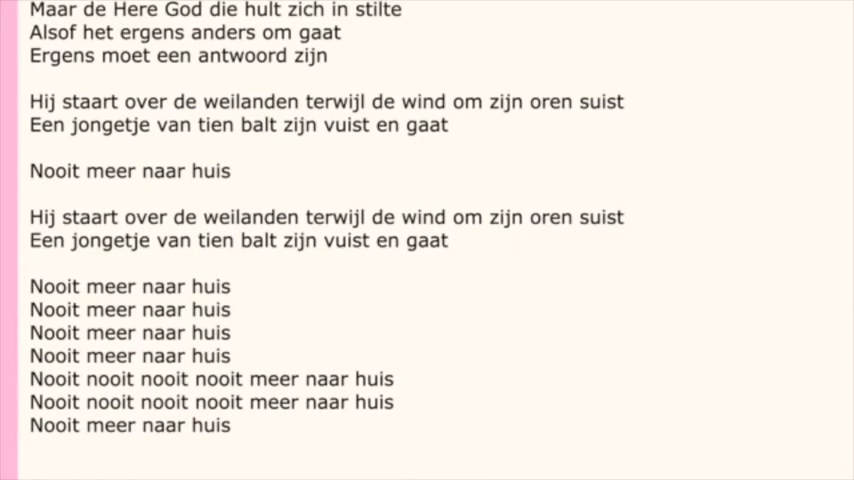 Maar de Here God die hult zich in stilte
Alsof het ergens anders om gaat
Ergens moet een antwoord zijn
Hij staart over de weilanden terwijl de wind om zijn oren suist
Een jongetje van tien balt zijn vuist en gaat
Nooit meer naar huis
Hij staart over de weilanden terwijl de wind om zijn oren suist
Een jongetje van tien balt zijn vuist en gaat
Nooit meer naar huis
Nooit meer naar huis
Nooit meer naar huis
Nooit meer naar huis
Nooit nooit nooit nooit meer naar huis
Nooit nooit nooit nooit meer naar huis
Nooit meer naar huis